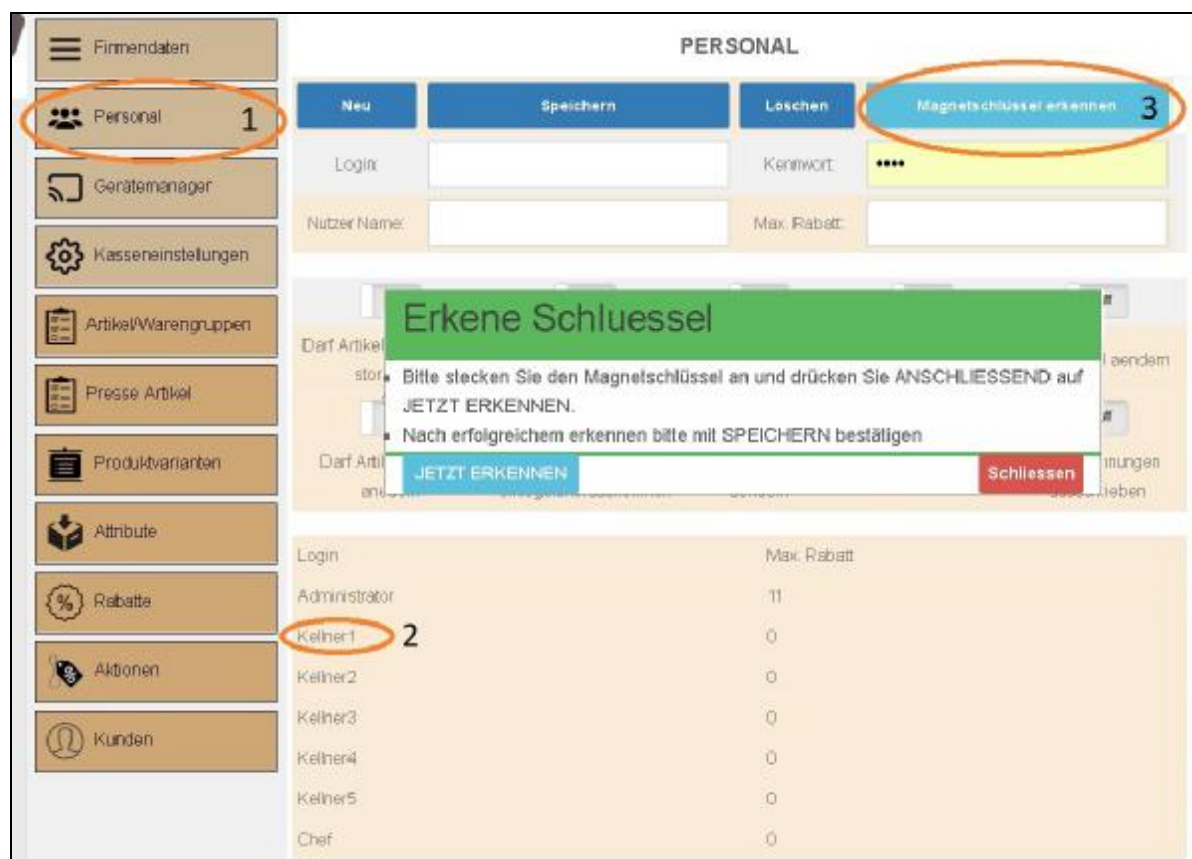 Firmendaten
Personal
1
Gerätemanager
Kasseneinstellungen
Artikel/Warengruppen
Presse Artikel
Produktvarianten
Attribute
Rabatte
Aktionen
Kunden
PERSONAL
Neu
Speichern
Löschen
Magnetschlüssel erkennen
3
Login:
Kennwort:
••••
Nutzer Name:
Max. Rabatt:
Darf Artikel
aendern
Erkene Schluessel
Bitte stecken Sie den Magnetschlüssel an und drücken Sie ANSCHLIESSEND auf
JETZT ERKENNEN.
Nach erfolgreichem erkennen bitte mit SPEICHERN bestätigen
JETZT ERKENNEN
Schliessen
Darf
Login
Max. Rabatt
Administrator
11
Kellner1
2
0
Kellner2
0
Kellner3
0
Kellner4
0
Kellner5
0
Chef
0